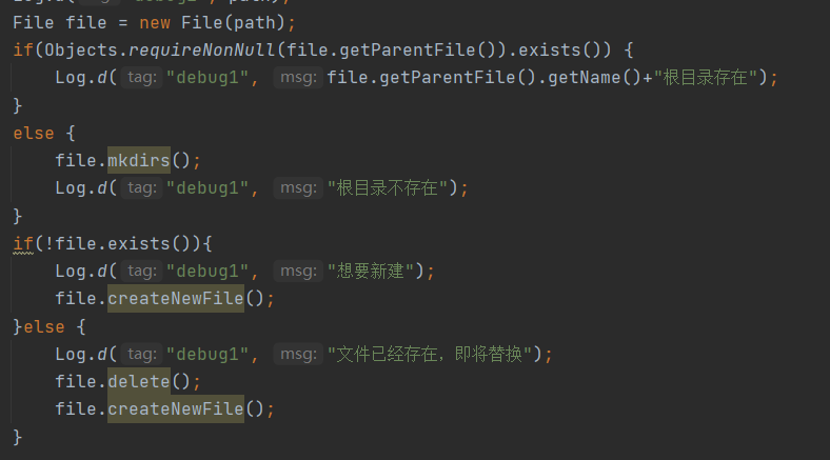 Log.d( tag: "debug1", path);
File file = new File(path);
if(Objects.requireNonNull(file.getParentFile()).exists()) {
Log.d( tag: "debug1", msg: file.getParentFile().getName()+"根目录存在");
}
else {
file.mkdirs();
Log.d( tag: "debug1", msg: "根目录不存在");
}
if(!file.exists()){
Log.d( tag: "debug1", msg: "想要新建");
file.createNewFile();
}else {
Log.d( tag: "debug1", msg: "文件已经存在，即将替换");
file.delete();
file.createNewFile();
}